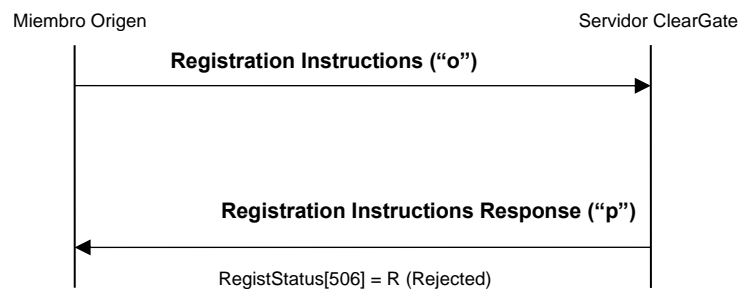 Miembro Origen
Servidor ClearGate
Registration Instructions (“o”)
Registration Instructions Response (“p”)
RegistStatus[506] = R (Rejected)